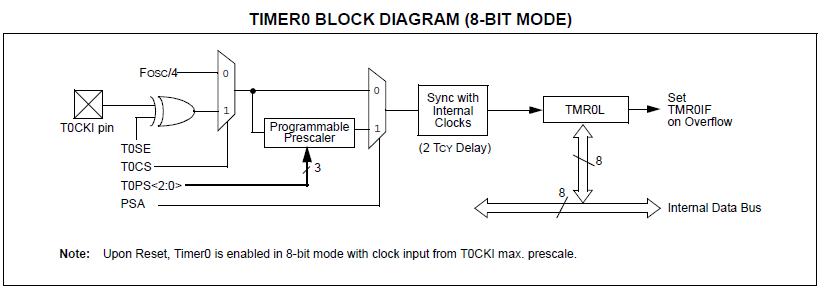 TIMER0 BLOCK DIAGRAM (8-BIT MODE)
FOSC/4
0
1
T0CKI pin
T0SE
T0CS
T0PS<2:0>
PSA
Programmable
Prescaler
3
0
1
Sync with
Internal
Clocks
(2 TCY Delay)
TMR0L
Set
TMR0IF
on Overflow
8
8
Internal Data Bus
Note: Upon Reset, Timer0 is enabled in 8-bit mode with clock input from T0CKI max. prescale.